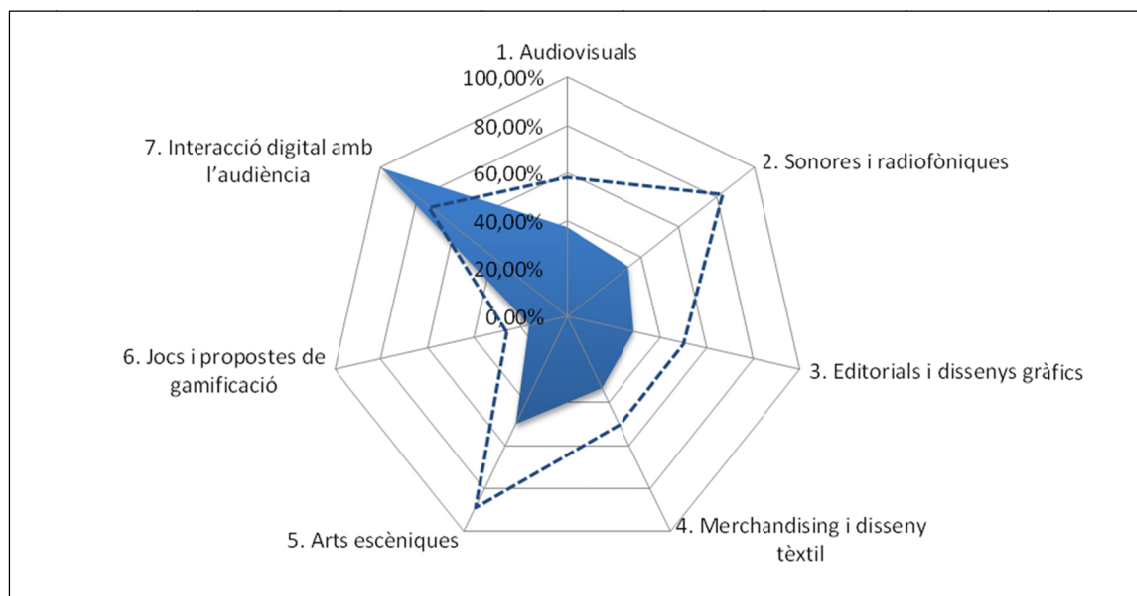 1. Audiovisuals
100,00%
80,00%
60,00%
40,00%
20,00%
0,00%
2. Sonores i radiofòniques
3. Editorials i dissenys gràfics
4. Merchandising i disseny
tèxtil
5. Arts escèniques
6. Jocs i propostes de
gamificació
7. Interacció digital amb
l’audiència